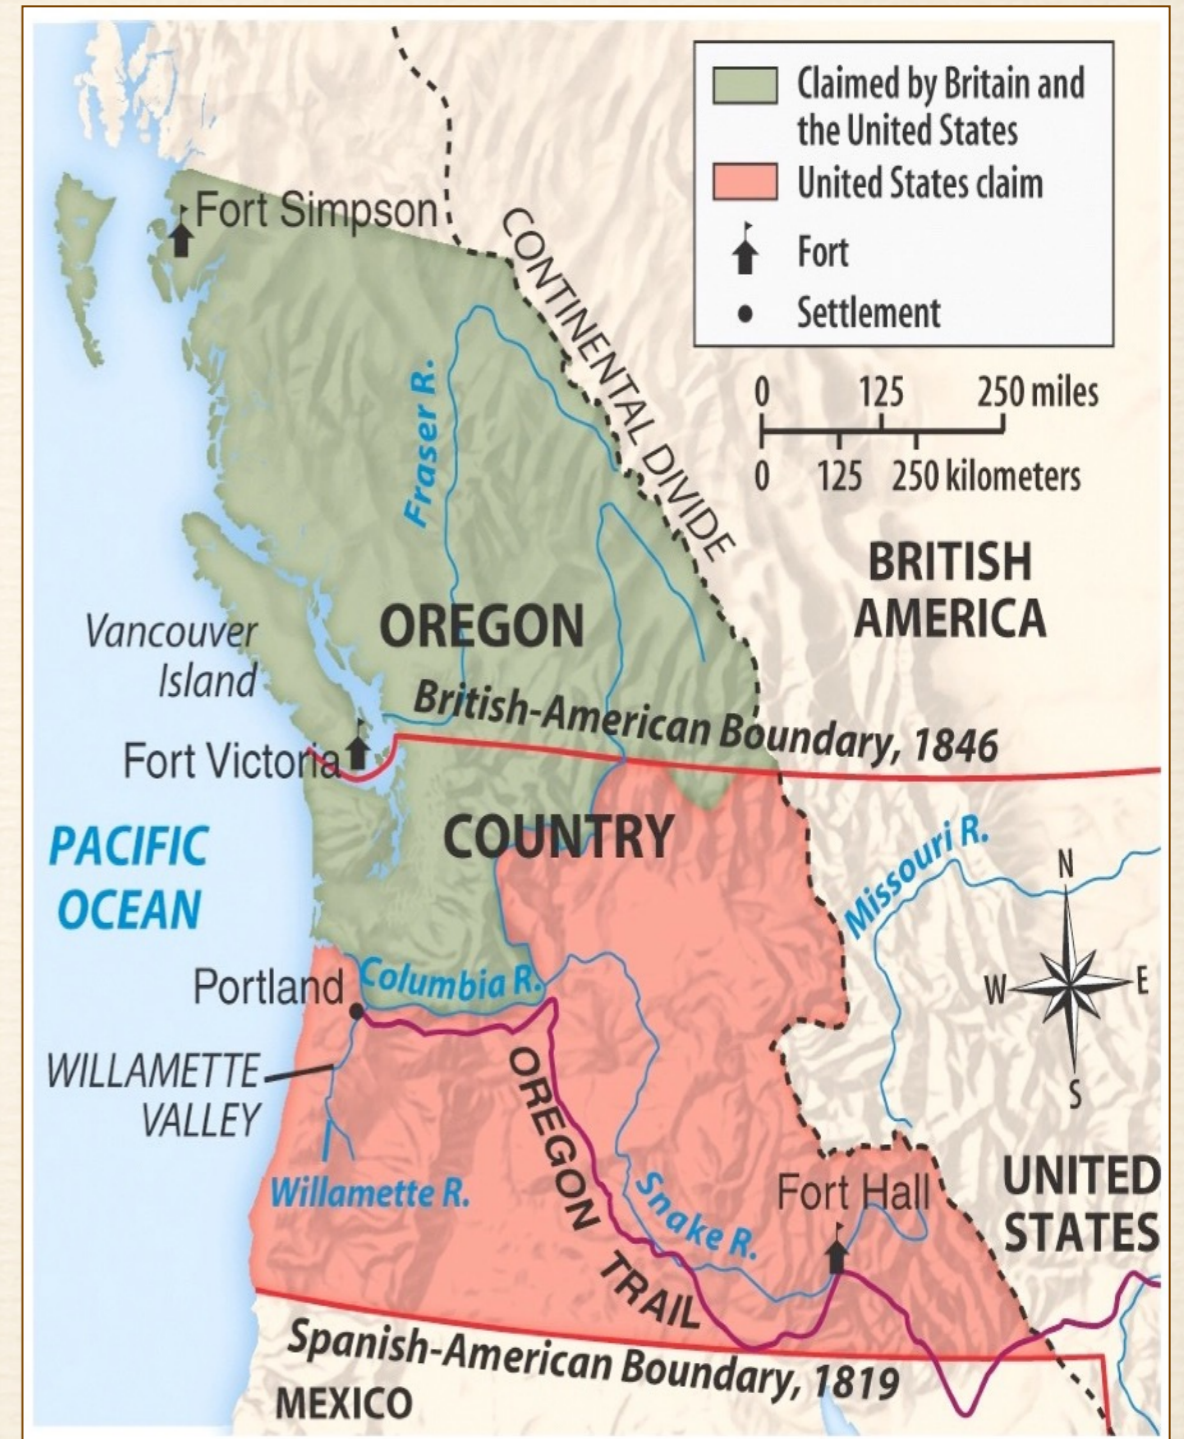 Claimed by Britain and
the United States
United States claim
Fort
Settlement
0 125 250 miles
0 125 250 kilometers
Fort Simpson
CONTINENTAL DIVIDE
Fraser R.
BRITISH
AMERICA
OREGON
Vancouver
Island
British-American Boundary, 1846
Fort Victoria
COUNTRY
PACIFIC
OCEAN
Missouri R.
N
W
E
S
Portland
Columbia R.
WILLAMETTE
VALLEY
OREGON
TRAIL
Willamette R.
Snake R.
Fort Hall
UNITED
STATES
Spanish-American Boundary, 1819
MEXICO